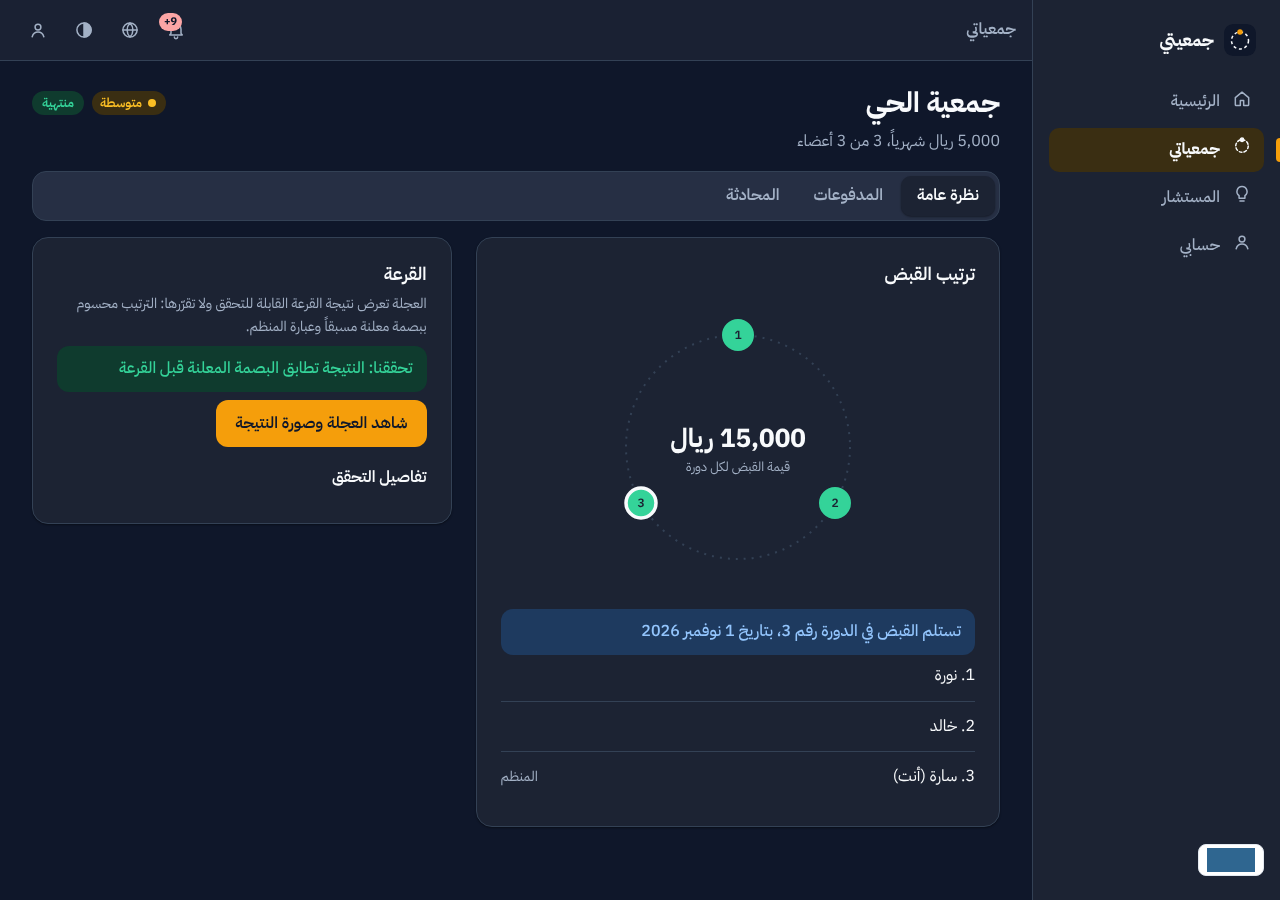 جمعيتي
الرئيسية
جمعياتي
المستشار
حسابي
جمعياتي
+9
جمعية الحي
5,000 ريال شهرياً، 3 من 3 أعضاء
متوسطة
منتهية
نظرة عامة
المدفوعات
المحادثة
ترتيب القبض
1
15,000 ريال
قيمة القبض لكل دورة
2
3
تستلم القبض في الدورة رقم 3، بتاريخ 1 نوفمبر 2026
1. نورة
2. خالد
3. سارة (أنت)
المنظم
القرعة
العجلة تعرض نتيجة القرعة القابلة للتحقق ولا تقرّرها: الترتيب محسوم
ببصمة معلنة مسبقاً وعبارة المنظم.
تحققنا: النتيجة تطابق البصمة المعلنة قبل القرعة
شاهد العجلة وصورة النتيجة
تفاصيل التحقق